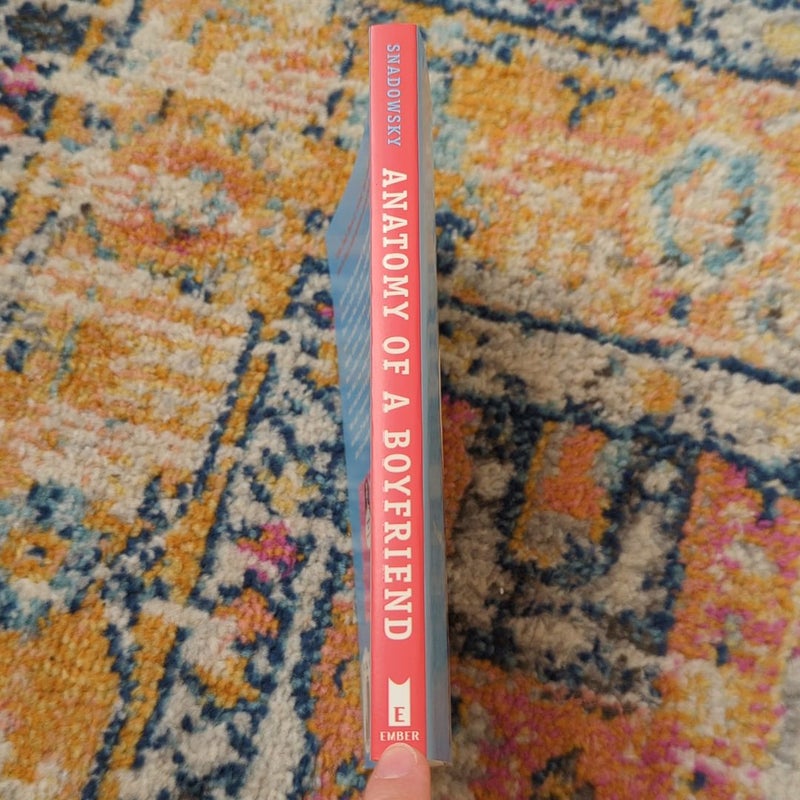 SNADOWSKY
ANATOMY OF A BOYFRIEND
E
EMBER